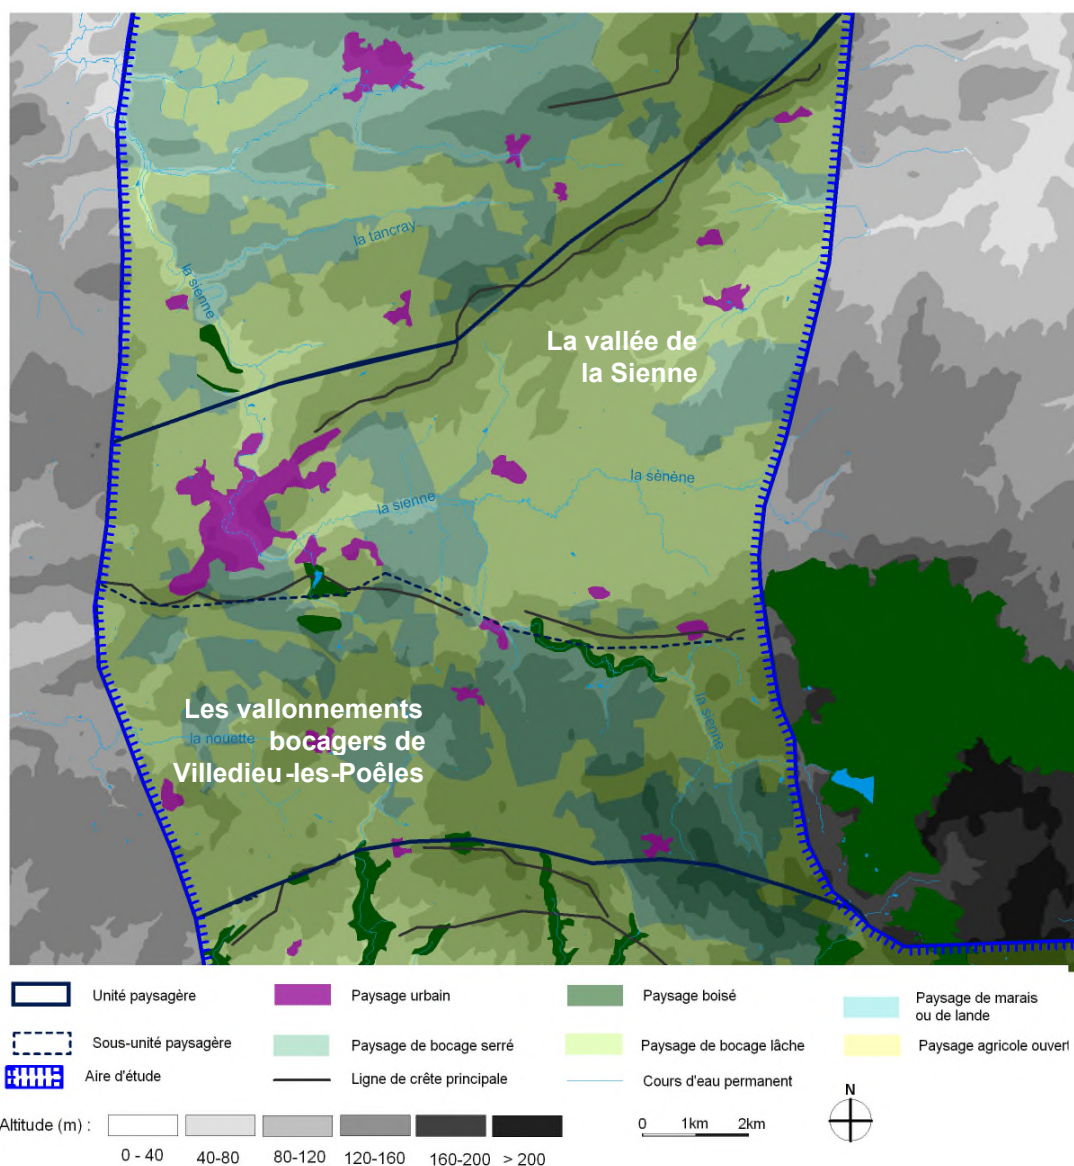 la tancray
la sienne
La vallée de
la Sienne
la sènène
la sienne
la sienne
Les vallonnements
la nouette
bocagers de
Villedieu-les-Poêles
Unité paysagère
Paysage urbain
Paysage boisé
Paysage de marais
ou de lande
Sous-unité paysagère
Paysage de bocage serré
Paysage de bocage lâche
Paysage agricole ouvert
Aire d'étude
Ligne de crête principale
Cours d'eau permanent
N
Altitude (m) :
0 1km 2km
0 - 40 40-80 80-120 120-160 160-200 > 200